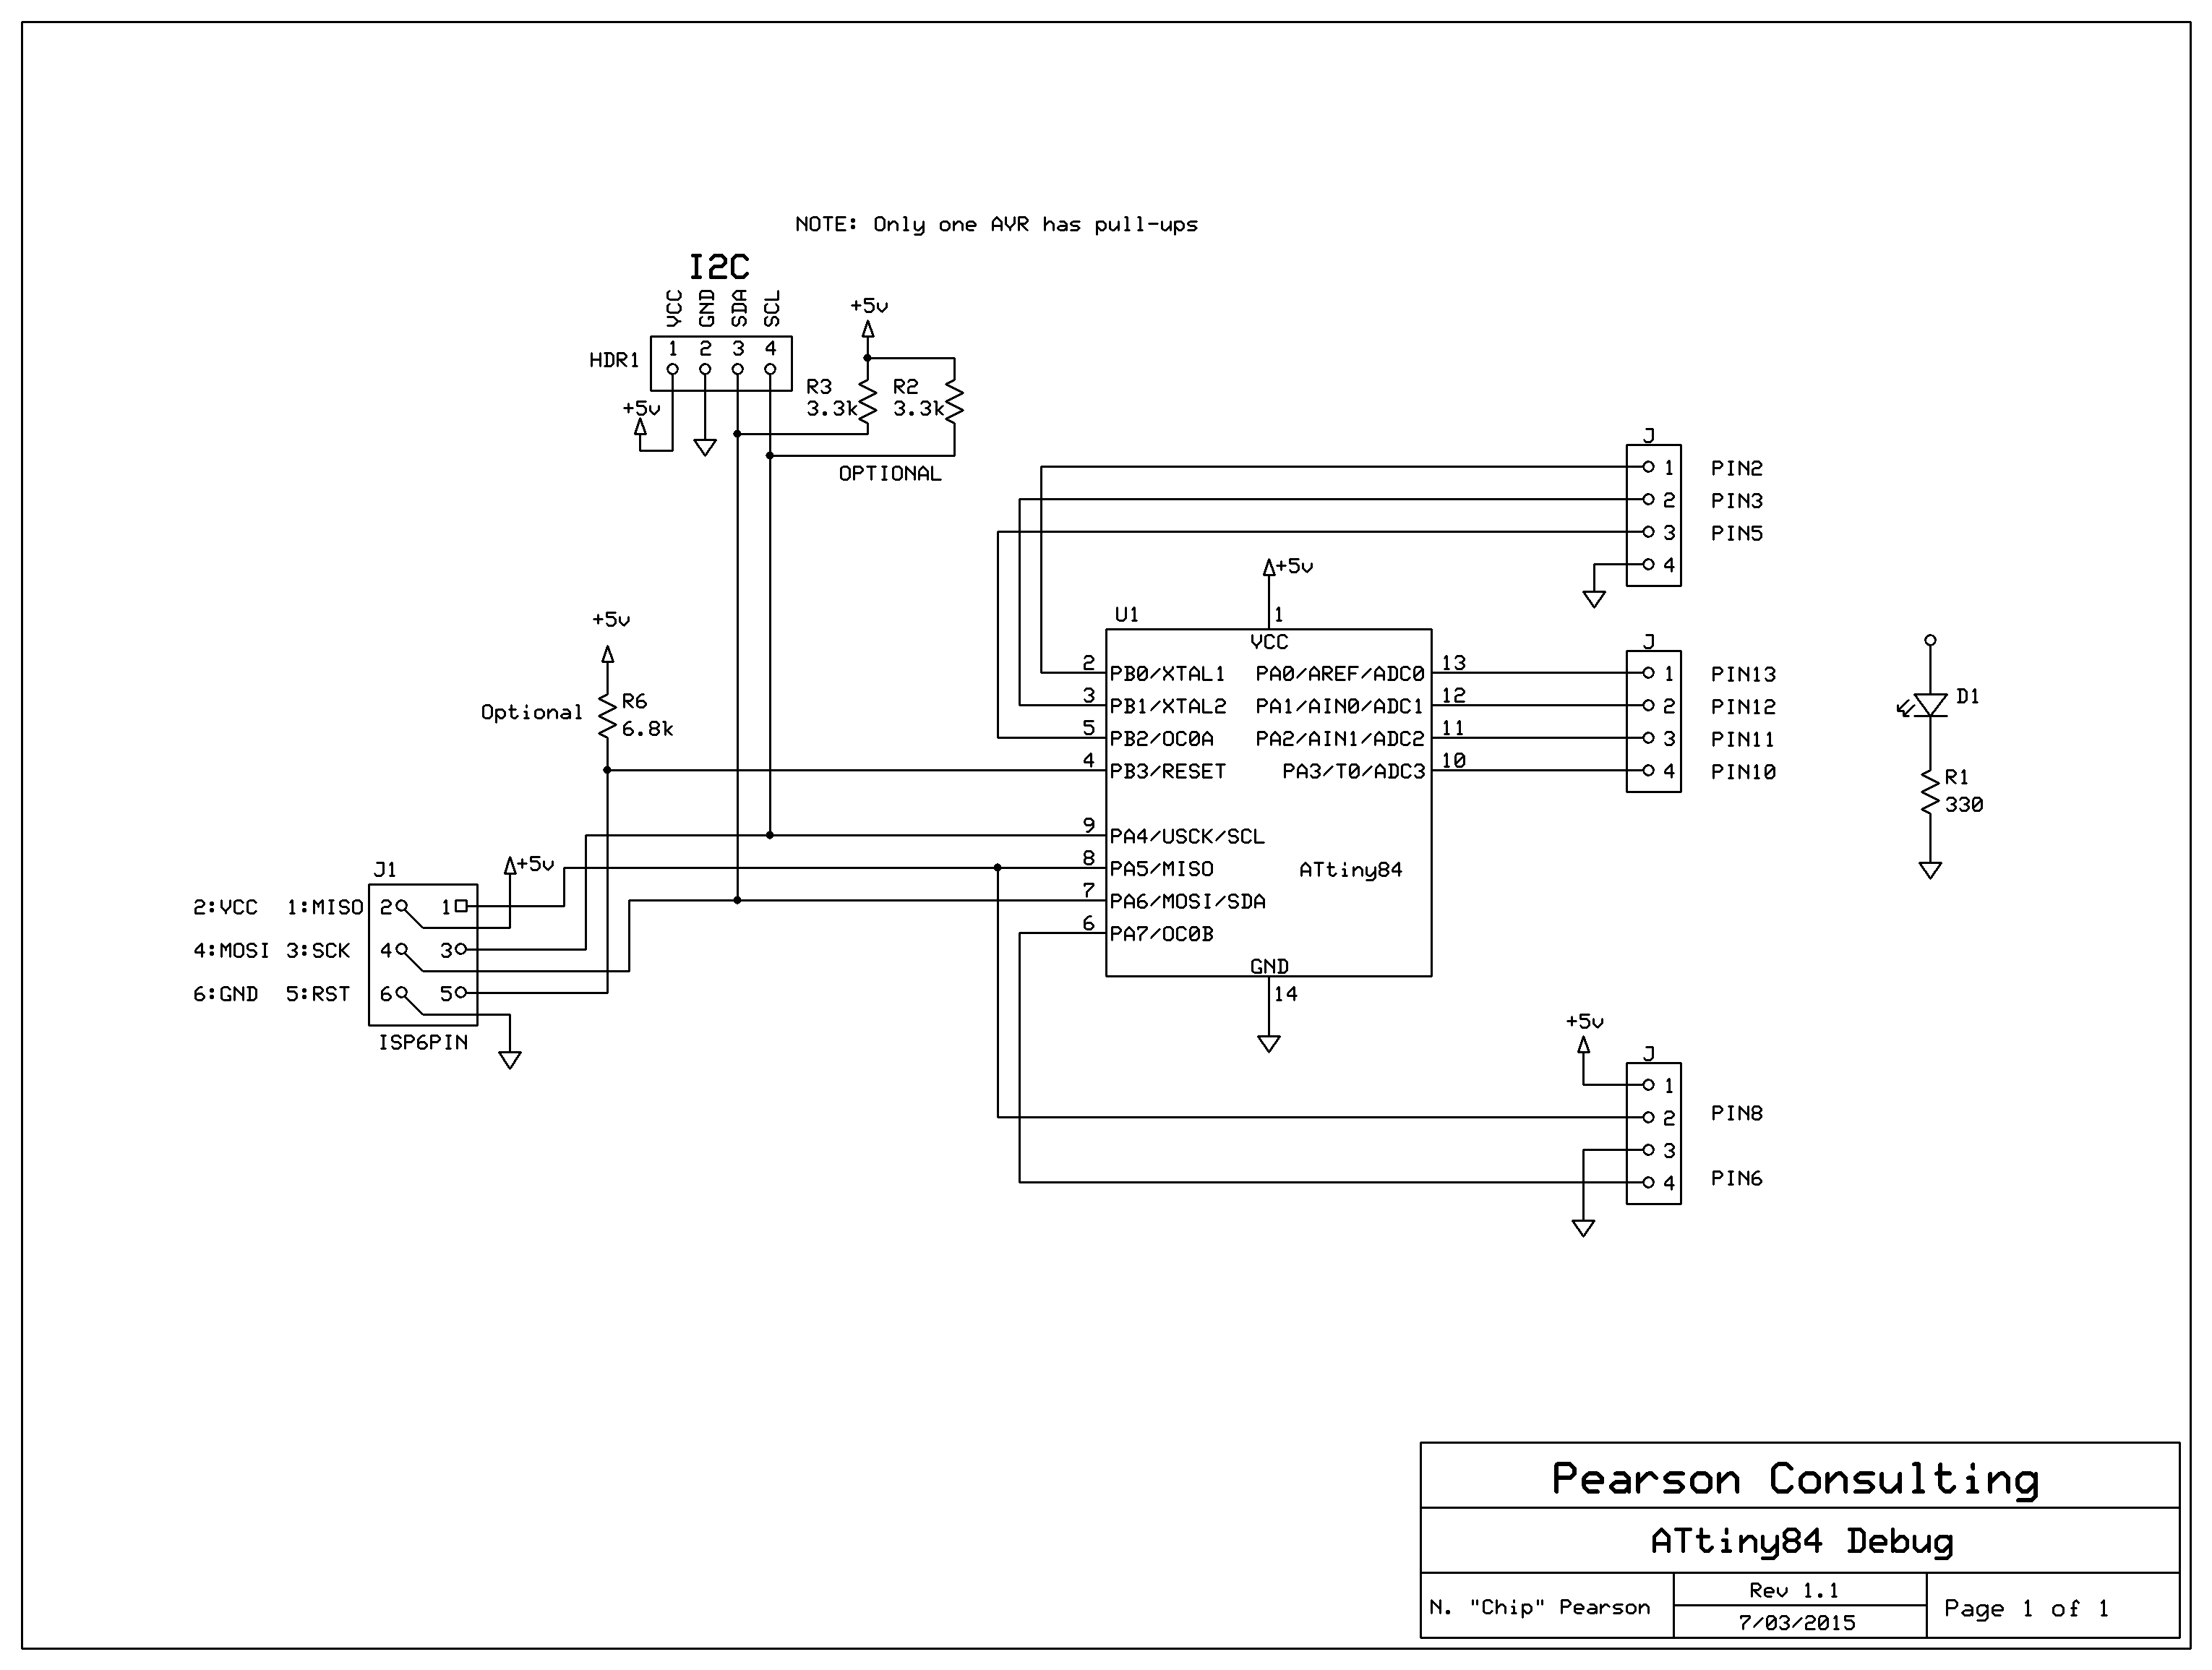 NOTE: Only one AVR has pull-ups
I2C
VCC
GND
SDA
SCL
HDR1
1 2 3 4
+5v
+5v
R3
3.3k
R2
3.3k
OPTIONAL
J
1 PIN2
2 PIN3
3 PIN5
4
+5v
Optional
R6
6.8k
+5v
U1
1
VCC
2 PB0/XTAL1
3 PB1/XTAL2
5 PB2/OC0A
4 PB3/RESET
9 PA4/USCK/SCL
8 PA5/MISO
7 PA6/MOSI/SDA
6 PA7/OC0B
PA0/AREF/ADC0 13
PA1/AIN0/ADC1 12
PA2/AIN1/ADC2 11
PA3/T0/ADC3 10
ATtiny84
GND
14
J
1 PIN13
2 PIN12
3 PIN11
4 PIN10
D1
R1
330
J1
+5v
2:VCC 1:MISO 2 1
4:MOSI 3:SCK 4 3
6:GND 5:RST 6 5
ISP6PIN
+5v
J
1
2 PIN8
3
4 PIN6
Pearson Consulting
ATtiny84 Debug
N. "Chip" Pearson
Rev 1.1
7/03/2015
Page 1 of 1